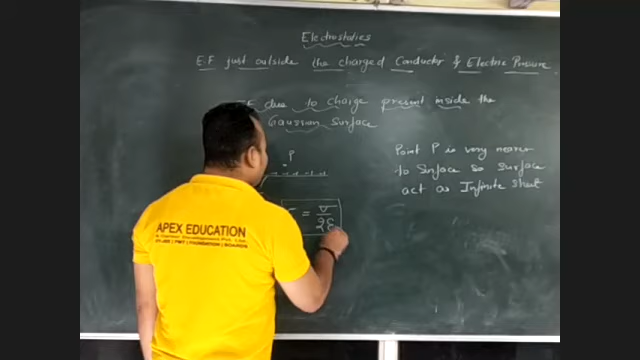 Electrostatics
E.F just outside the charged Conductor & Electric Pressure.
due to charge present inside the
Gaussian Surface
P
Point P is very nearer
to Surface so Surface
act as Infinite Sheet
= σ
2ε
APEX EDUCATION